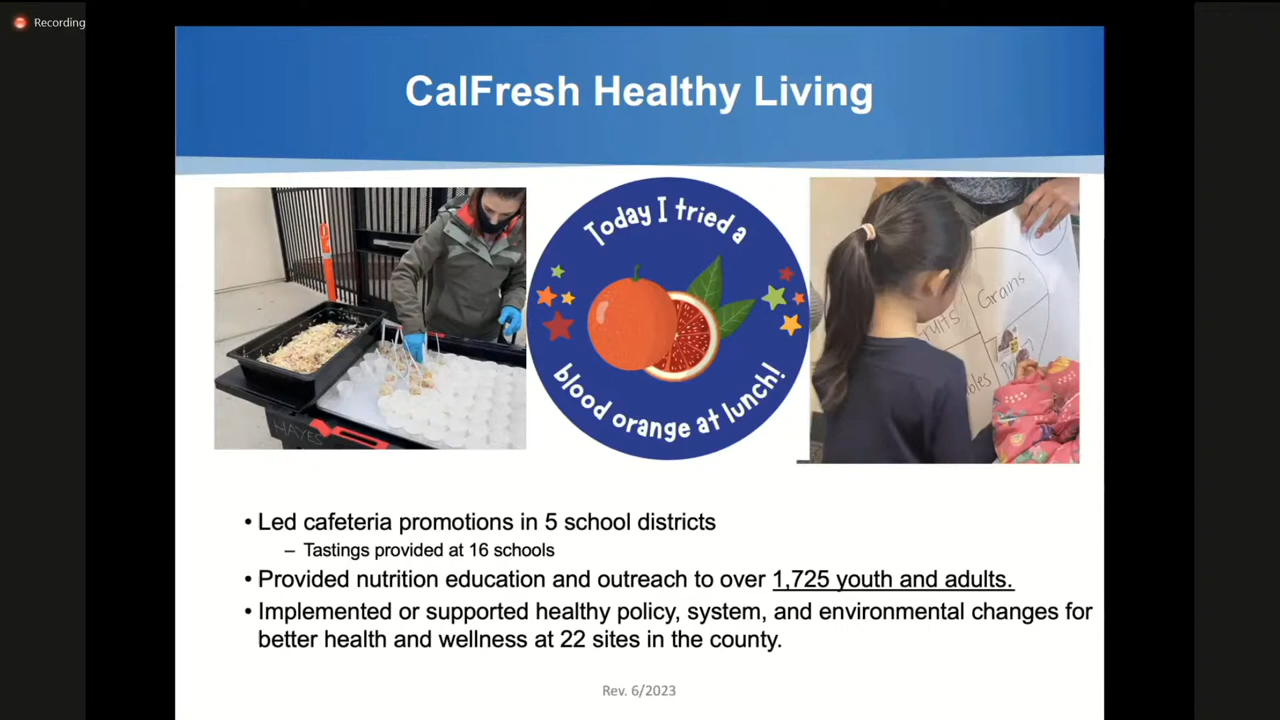 Recording
CalFresh Healthy Living
Today I tried a
blood orange at lunch!
HAYES
Grains
ruits
bles
• Led cafeteria promotions in 5 school districts
– Tastings provided at 16 schools
• Provided nutrition education and outreach to over 1,725 youth and adults.
• Implemented or supported healthy policy, system, and environmental changes for
better health and wellness at 22 sites in the county.
Rev. 6/2023